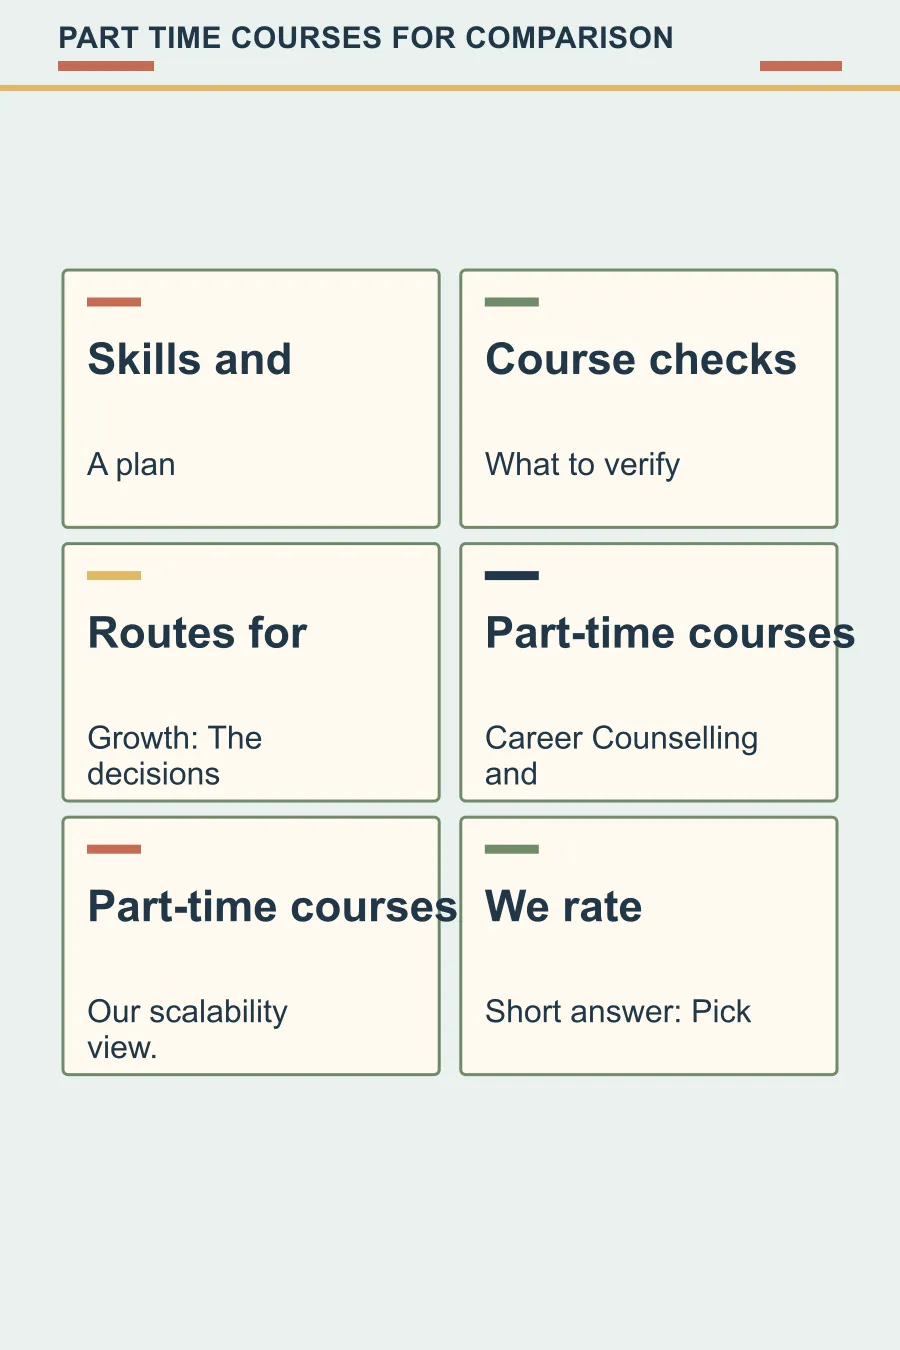 PART TIME COURSES FOR COMPARISON
Skills and
A plan
Course checks
What to verify
Routes for
Growth: The
decisions
Part-time courses
Career Counselling
and
Part-time courses
Our scalability
view.
We rate
Short answer: Pick